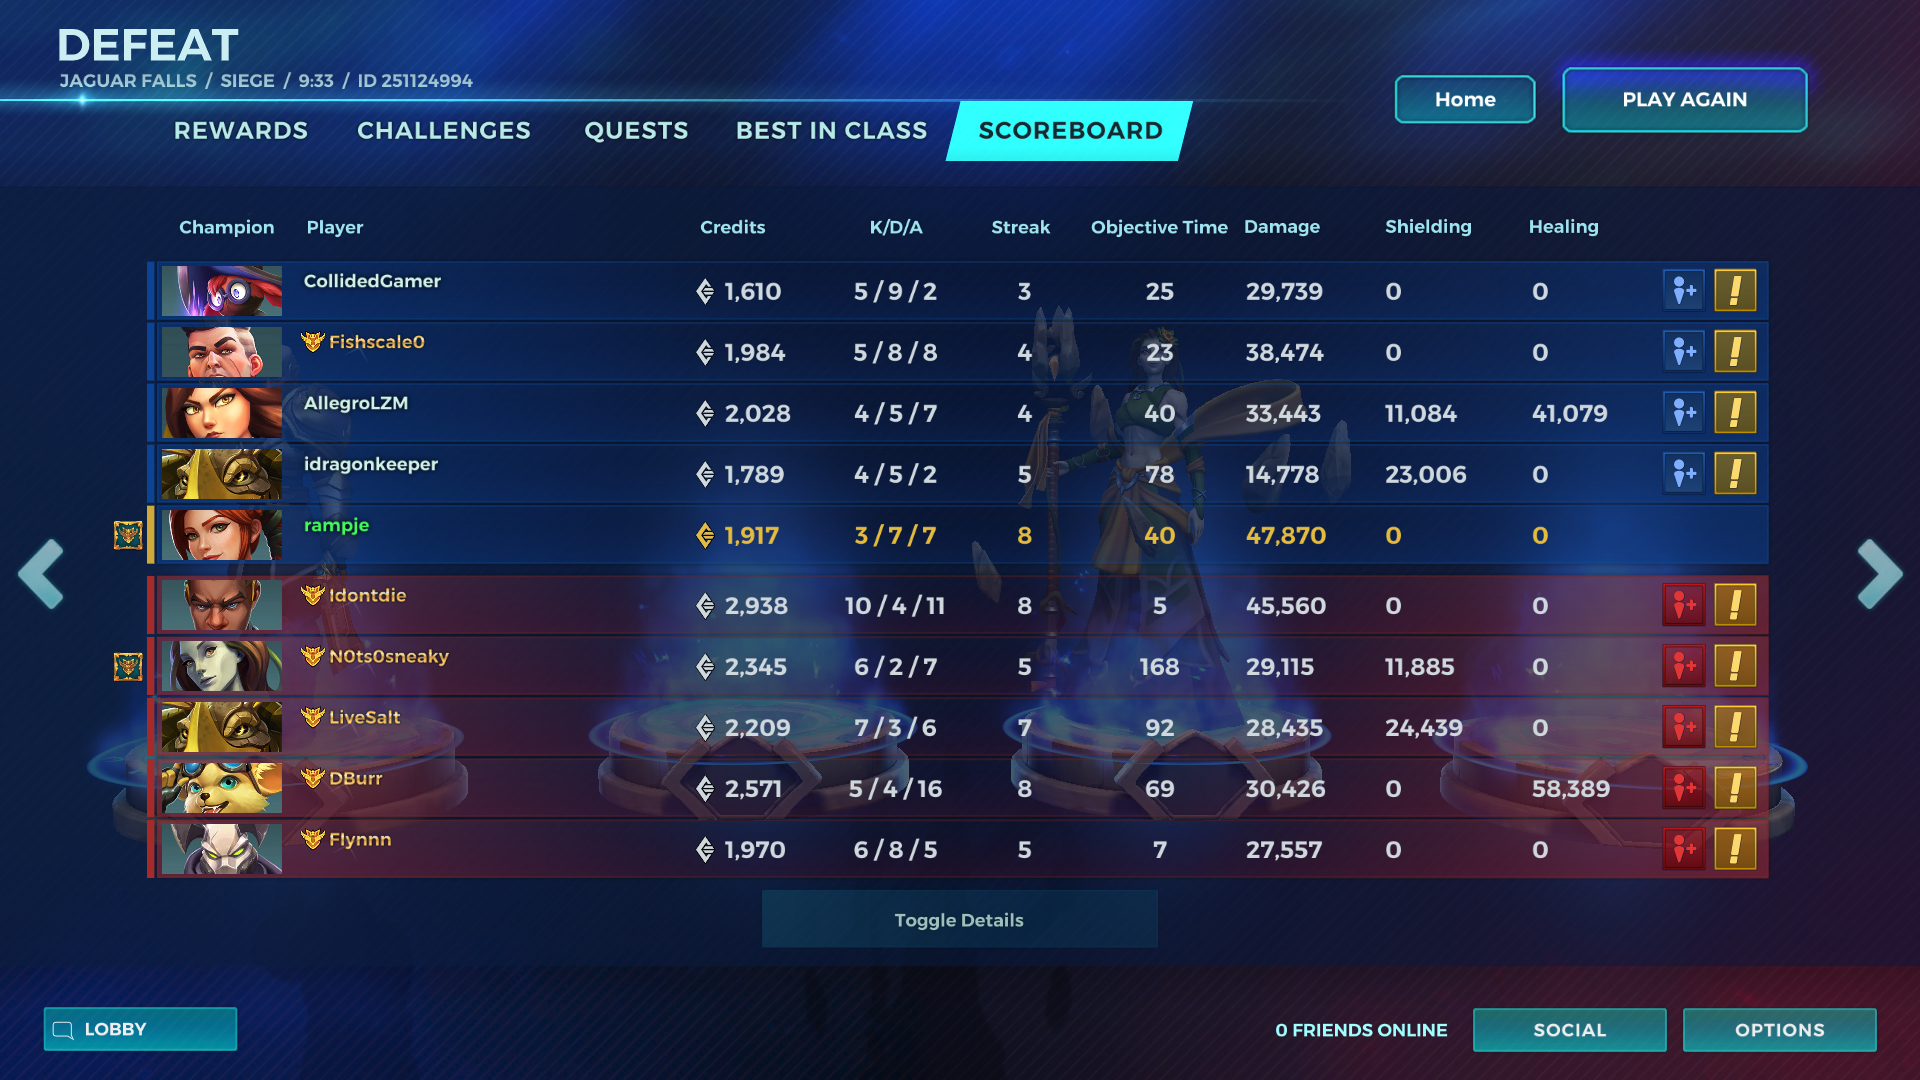 DEFEAT
JAGUAR FALLS / SIEGE / 9:33 / ID 251124994
Home
PLAY AGAIN
REWARDS CHALLENGES QUESTS BEST IN CLASS SCOREBOARD
Champion Player Credits K/D/A Streak Objective Time Damage Shielding Healing
CollidedGamer 1,610 5 / 9 / 2 3 25 29,739 0 0
Fishscale0 1,984 5 / 8 / 8 4 23 38,474 0 0
AllegroLZM 2,028 4 / 5 / 7 4 40 33,443 11,084 41,079
idragonkeeper 1,789 4 / 5 / 2 5 78 14,778 23,006 0
rampje 1,917 3 / 7 / 7 8 40 47,870 0 0
Idontdie 2,938 10 / 4 / 11 8 5 45,560 0 0
N0ts0sneaky 2,345 6 / 2 / 7 5 168 29,115 11,885 0
LiveSalt 2,209 7 / 3 / 6 7 92 28,435 24,439 0
DBurr 2,571 5 / 4 / 16 8 69 30,426 0 58,389
Flynnn 1,970 6 / 8 / 5 5 7 27,557 0 0
Toggle Details
LOBBY
0 FRIENDS ONLINE
SOCIAL
OPTIONS